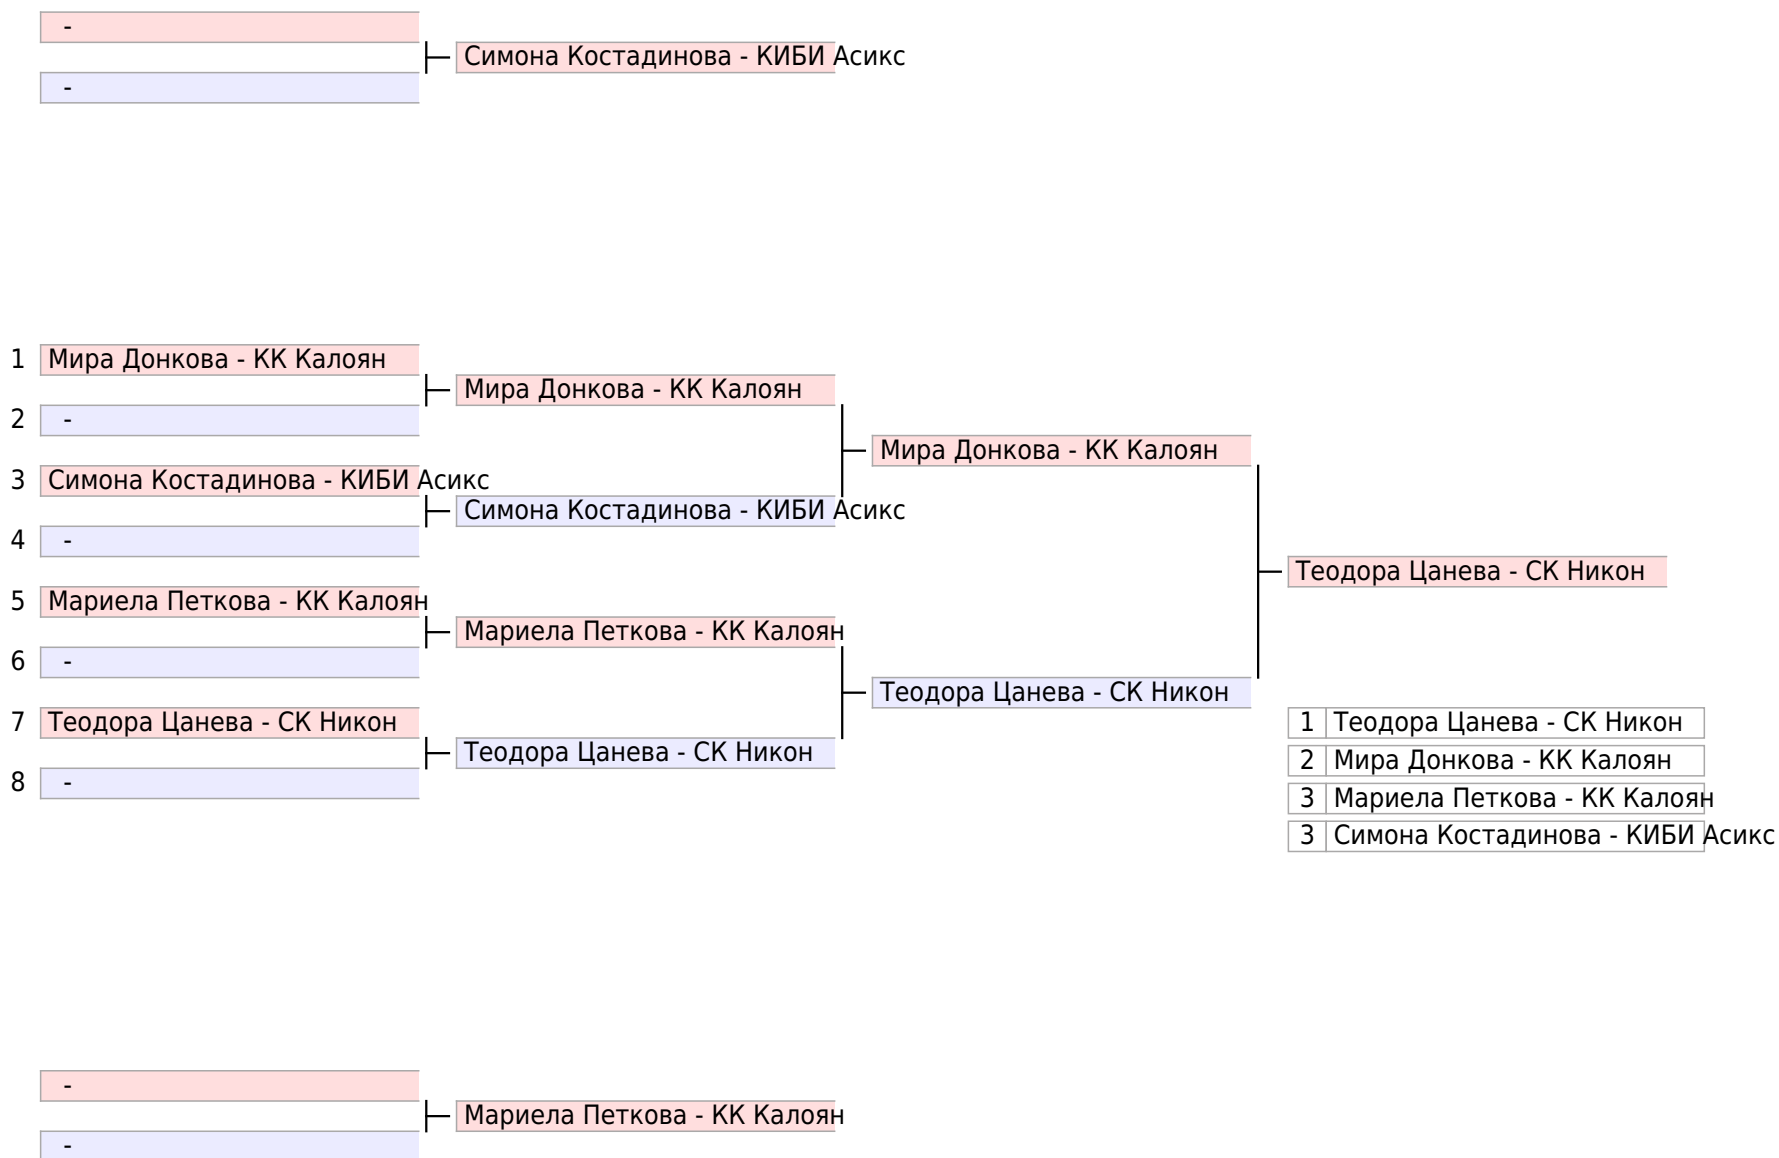 -
Симона Костадинова - КИБИ Асикс
-
1 Мира Донкова - КК Калоян
Мира Донкова - КК Калоян
2 -
Мира Донкова - КК Калоян
3 Симона Костадинова - КИБИ Асикс
Симона Костадинова - КИБИ Асикс
4 -
Теодора Цанева - СК Никон
5 Мариела Петкова - КК Калоян
Мариела Петкова - КК Калоян
6 -
Теодора Цанева - СК Никон
7 Теодора Цанева - СК Никон
Теодора Цанева - СК Никон
8 -
1 Теодора Цанева - СК Никон
2 Мира Донкова - КК Калоян
3 Мариела Петкова - КК Калоян
3 Симона Костадинова - КИБИ Асикс
-
Мариела Петкова - КК Калоян
-